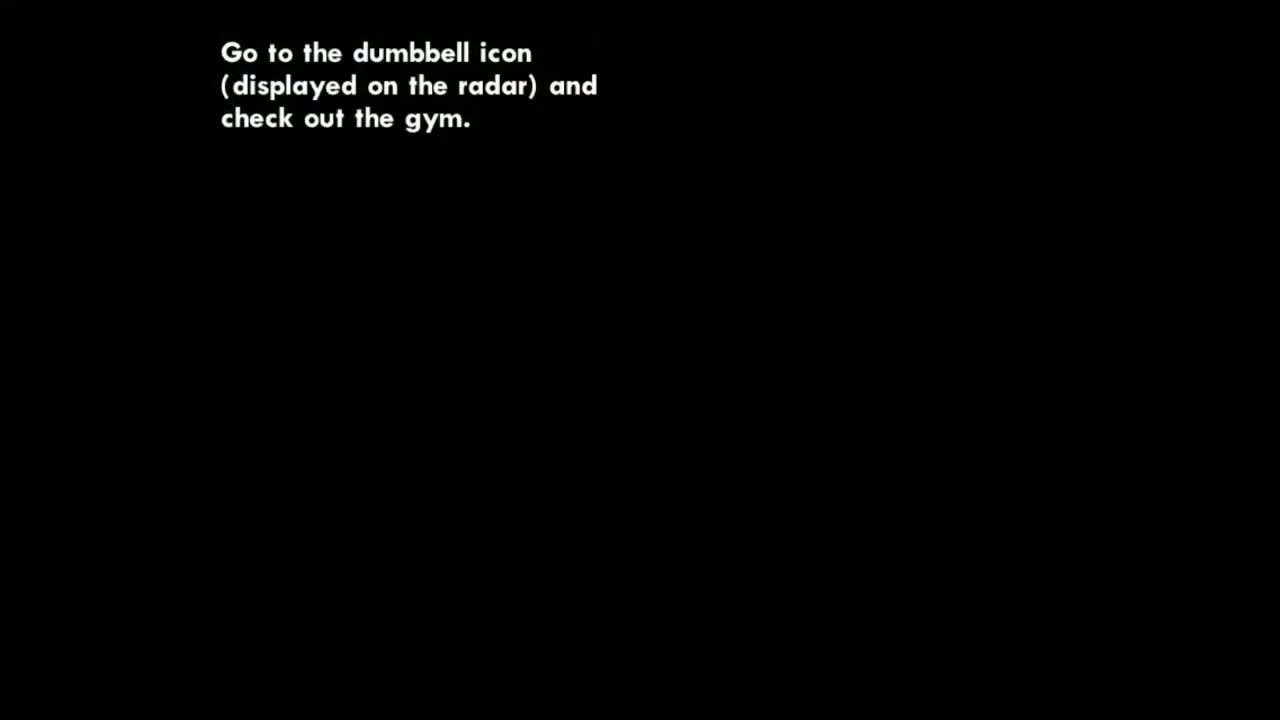 Go to the dumbbell icon
(displayed on the radar) and
check out the gym.